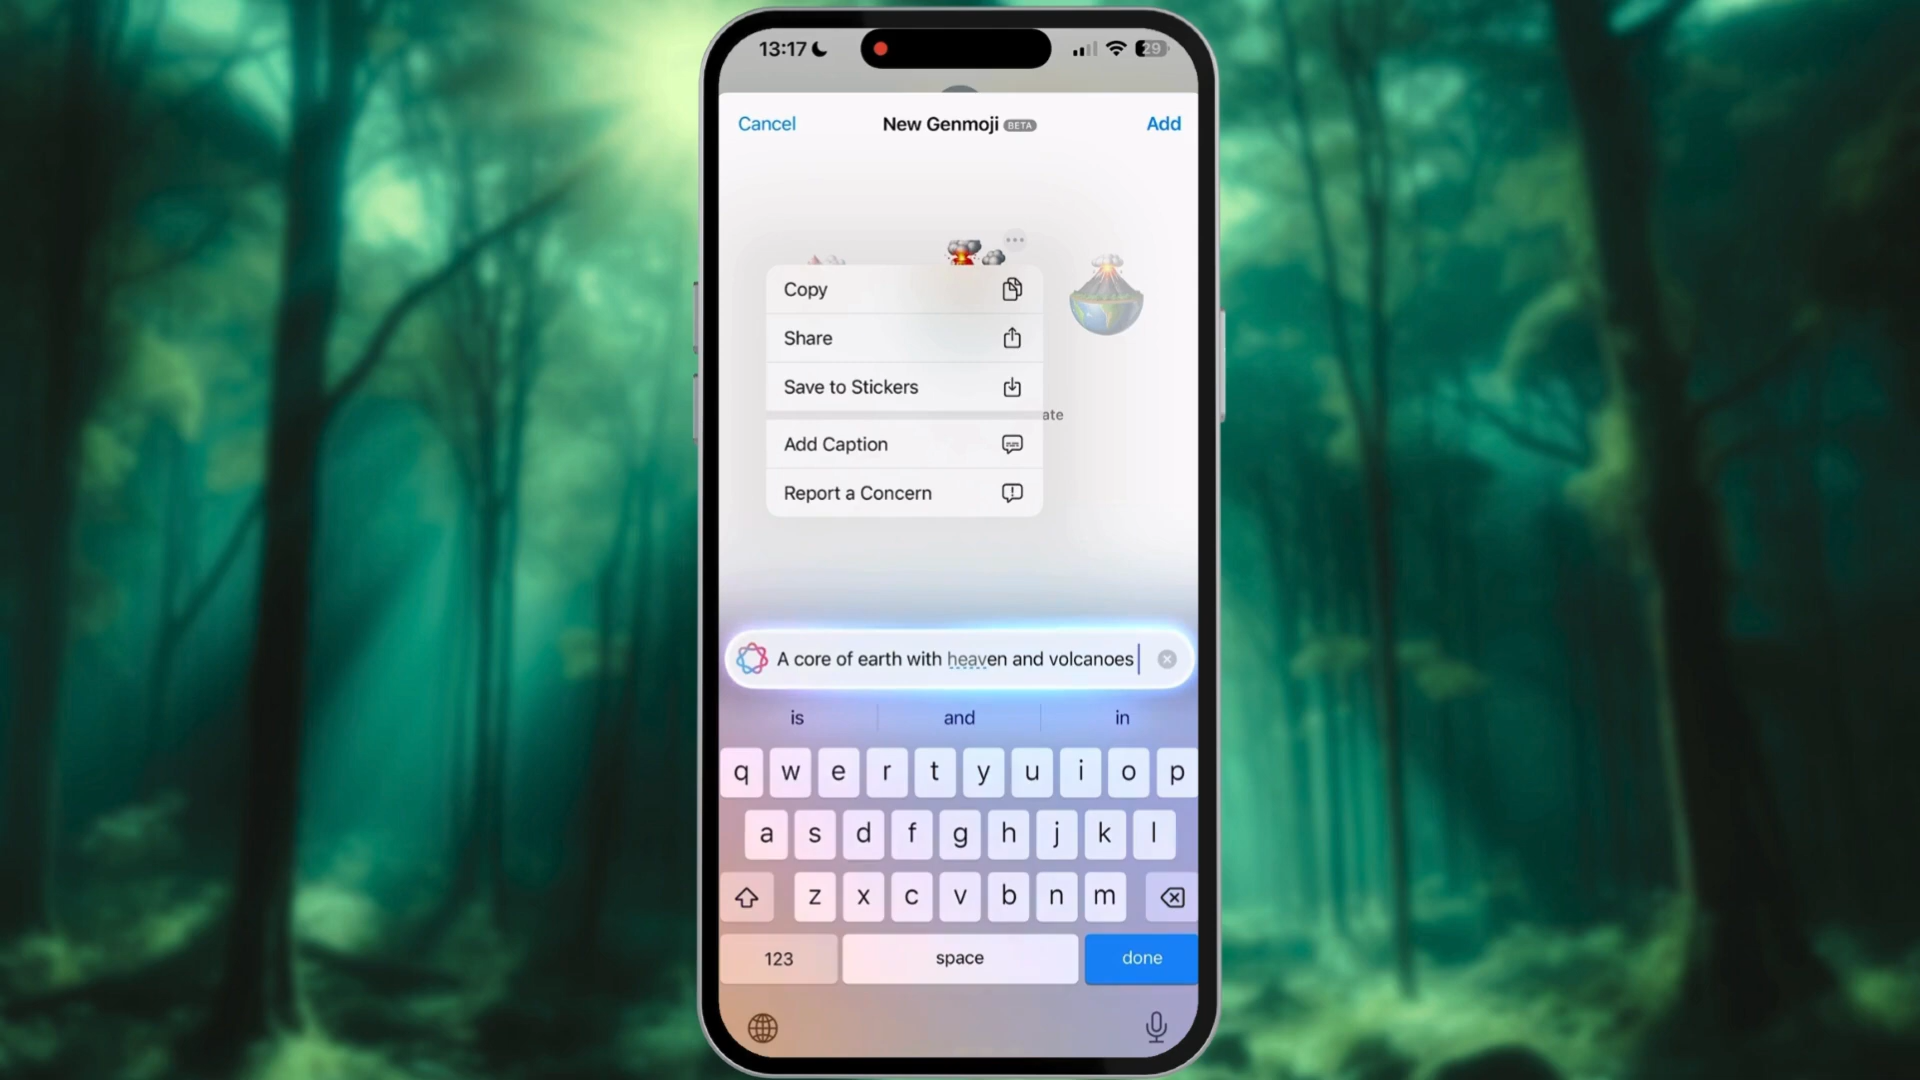 13:17
29
Cancel
New Genmoji BETA
Add
Copy
Share
Save to Stickers
ate
Add Caption
Report a Concern
A core of earth with heaven and volcanoes
is and in
q w e r t y u i o p
a s d f g h j k l
z x c v b n m
123 space done